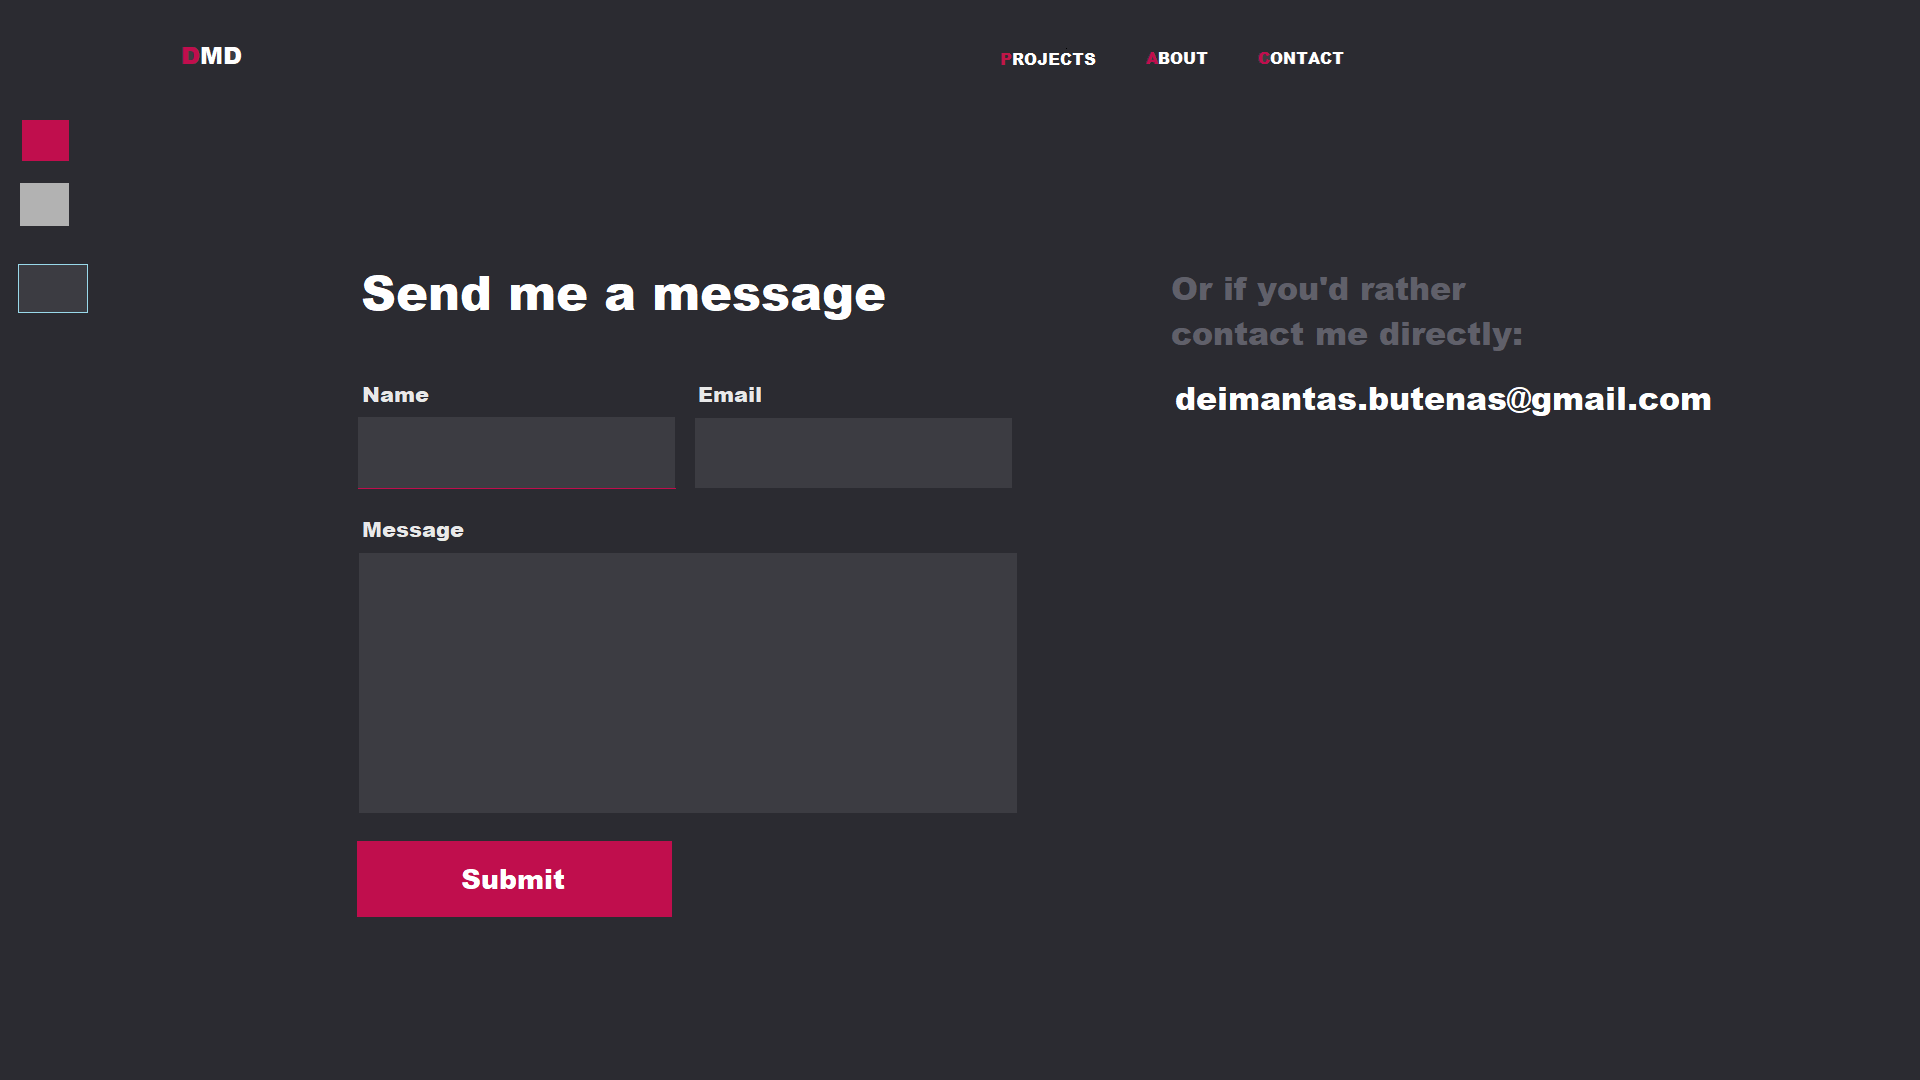 DMD
PROJECTS ABOUT CONTACT
Send me a message
Or if you'd rather
contact me directly:
deimantas.butenas@gmail.com
Name Email
Message
Submit